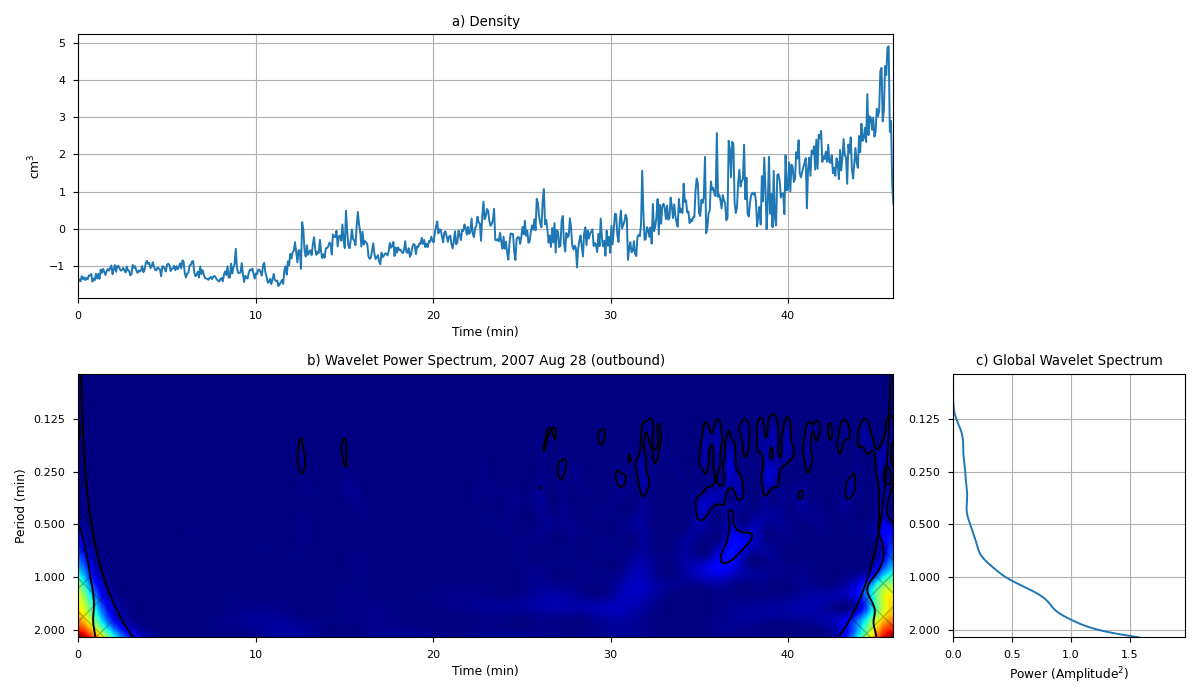 a) Density
5
4
3
2
1
0
−1
cm³
0 10 20 30 40
Time (min)
b) Wavelet Power Spectrum, 2007 Aug 28 (outbound)
0.125
0.250
0.500
1.000
2.000
Period (min)
0 10 20 30 40
Time (min)
c) Global Wavelet Spectrum
0.125
0.250
0.500
1.000
2.000
0.0 0.5 1.0 1.5
Power (Amplitude²)